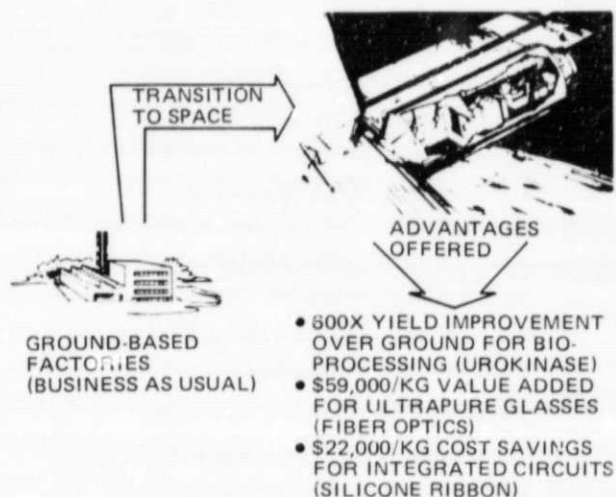 TRANSITION
TO SPACE
ADVANTAGES
OFFERED
GROUND-BASED
FACTORIES
(BUSINESS AS USUAL)
• 600X YIELD IMPROVEMENT
OVER GROUND FOR BIO-
PROCESSING (UROKINASE)
• $59,000/KG VALUE ADDED
FOR ULTRAPURE GLASSES
(FIBER OPTICS)
• $22,000/KG COST SAVINGS
FOR INTEGRATED CIRCUITS
(SILICONE RIBBON)